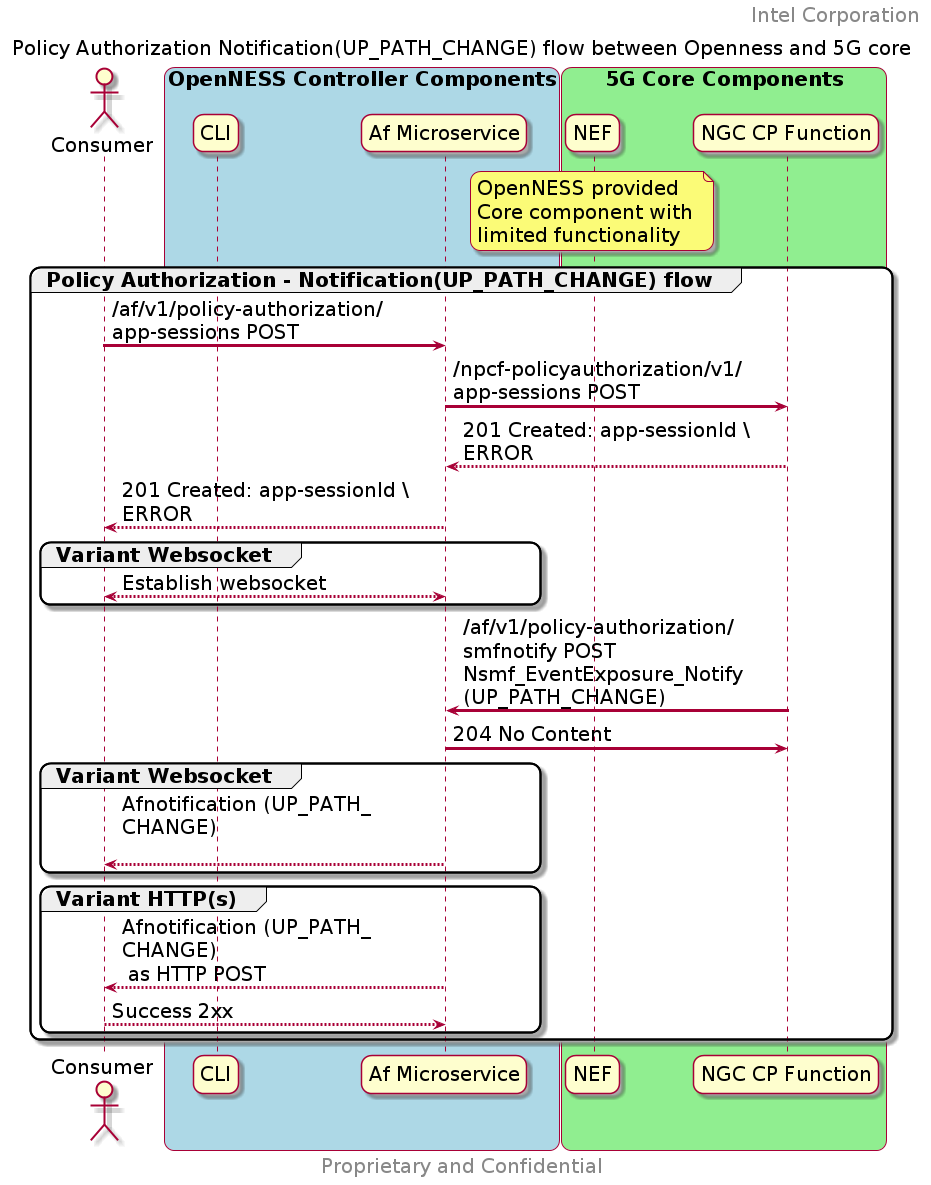 Intel Corporation
Policy Authorization Notification(UP_PATH_CHANGE) flow between Openness and 5G core
OpenNESS Controller Components
5G Core Components
Consumer
CLI
Af Microservice
NEF
NGC CP Function
OpenNESS provided
Core component with
limited functionality
Policy Authorization - Notification(UP_PATH_CHANGE) flow
/af/v1/policy-authorization/
app-sessions POST
/npcf-policyauthorization/v1/
app-sessions POST
201 Created: app-sessionId \
ERROR
201 Created: app-sessionId \
ERROR
Variant Websocket
Establish websocket
/af/v1/policy-authorization/
smfnotify POST
Nsmf_EventExposure_Notify
(UP_PATH_CHANGE)
204 No Content
Variant Websocket
Afnotification (UP_PATH_
CHANGE)
Variant HTTP(s)
Afnotification (UP_PATH_
CHANGE)
as HTTP POST
Success 2xx
Consumer
CLI
Af Microservice
NEF
NGC CP Function
Proprietary and Confidential